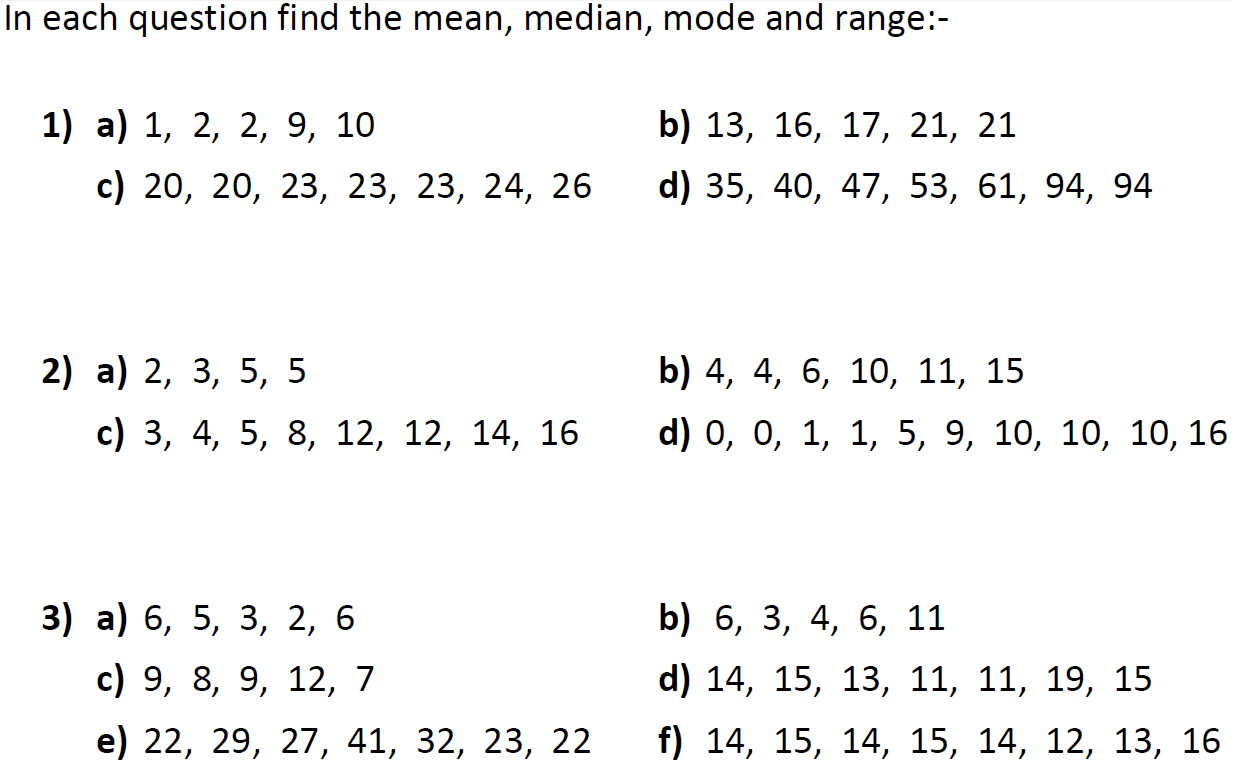 In each question find the mean, median, mode and range:-
1) a) 1, 2, 2, 9, 10 b) 13, 16, 17, 21, 21
c) 20, 20, 23, 23, 23, 24, 26 d) 35, 40, 47, 53, 61, 94, 94
2) a) 2, 3, 5, 5 b) 4, 4, 6, 10, 11, 15
c) 3, 4, 5, 8, 12, 12, 14, 16 d) 0, 0, 1, 1, 5, 9, 10, 10, 10, 16
3) a) 6, 5, 3, 2, 6 b) 6, 3, 4, 6, 11
c) 9, 8, 9, 12, 7 d) 14, 15, 13, 11, 11, 19, 15
e) 22, 29, 27, 41, 32, 23, 22 f) 14, 15, 14, 15, 14, 12, 13, 16